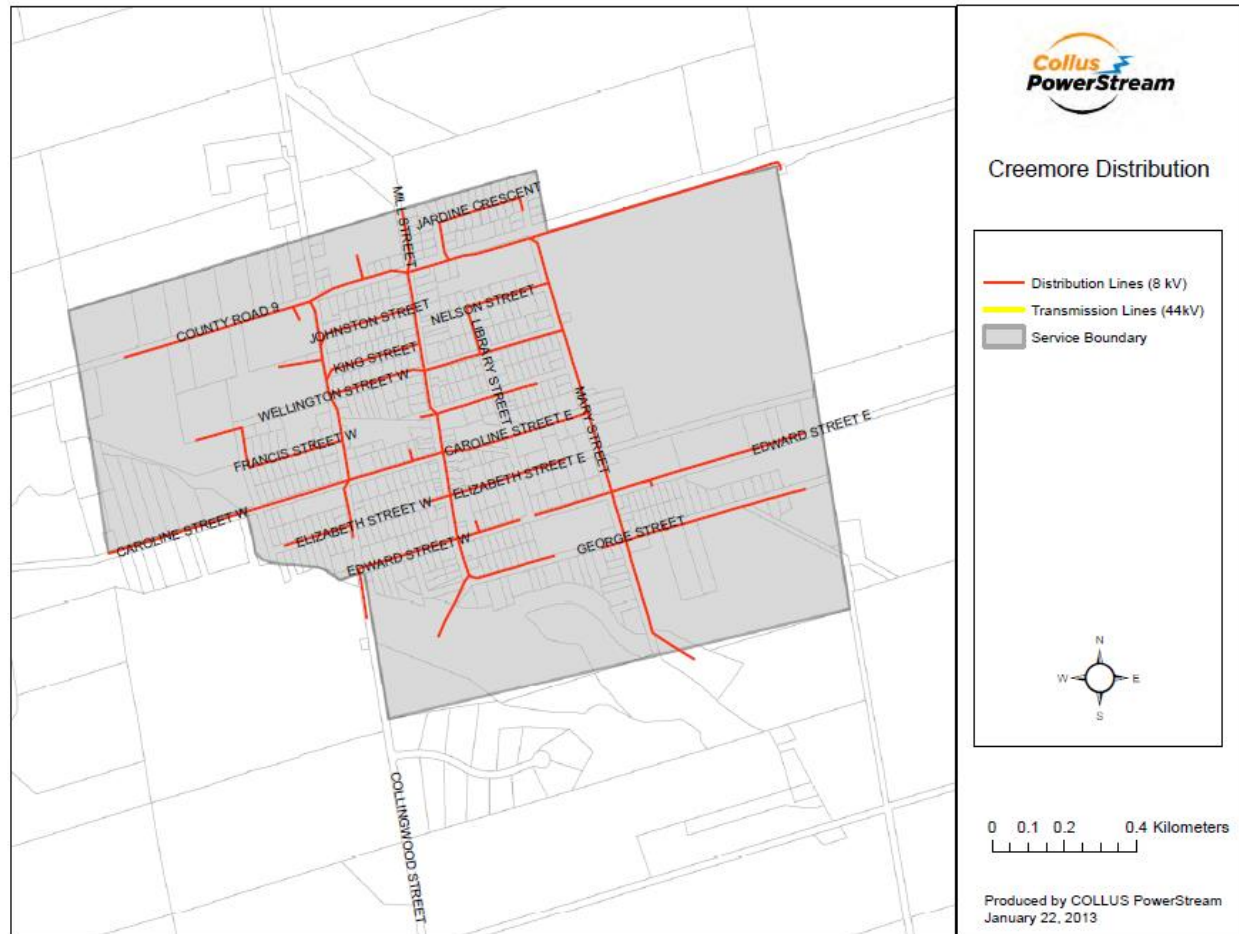 Collus
PowerStream
Creemore Distribution
Distribution Lines (8 kV)
Transmission Lines (44kV)
Service Boundary
N
W
E
S
0 0.1 0.2 0.4 Kilometers
Produced by COLLUS PowerStream
January 22, 2013
MILL STREET
JARDINE CRESCENT
COUNTY ROAD 9
JOHNSTON STREET
NELSON STREET
KING STREET
LIBRARY STREET
WELLINGTON STREET W
MARY STREET
FRANCIS STREET W
CAROLINE STREET E
EDWARD STREET E
ELIZABETH STREET E
CAROLINE STREET W
ELIZABETH STREET W
EDWARD STREET W
GEORGE STREET
COLLINGWOOD STREET